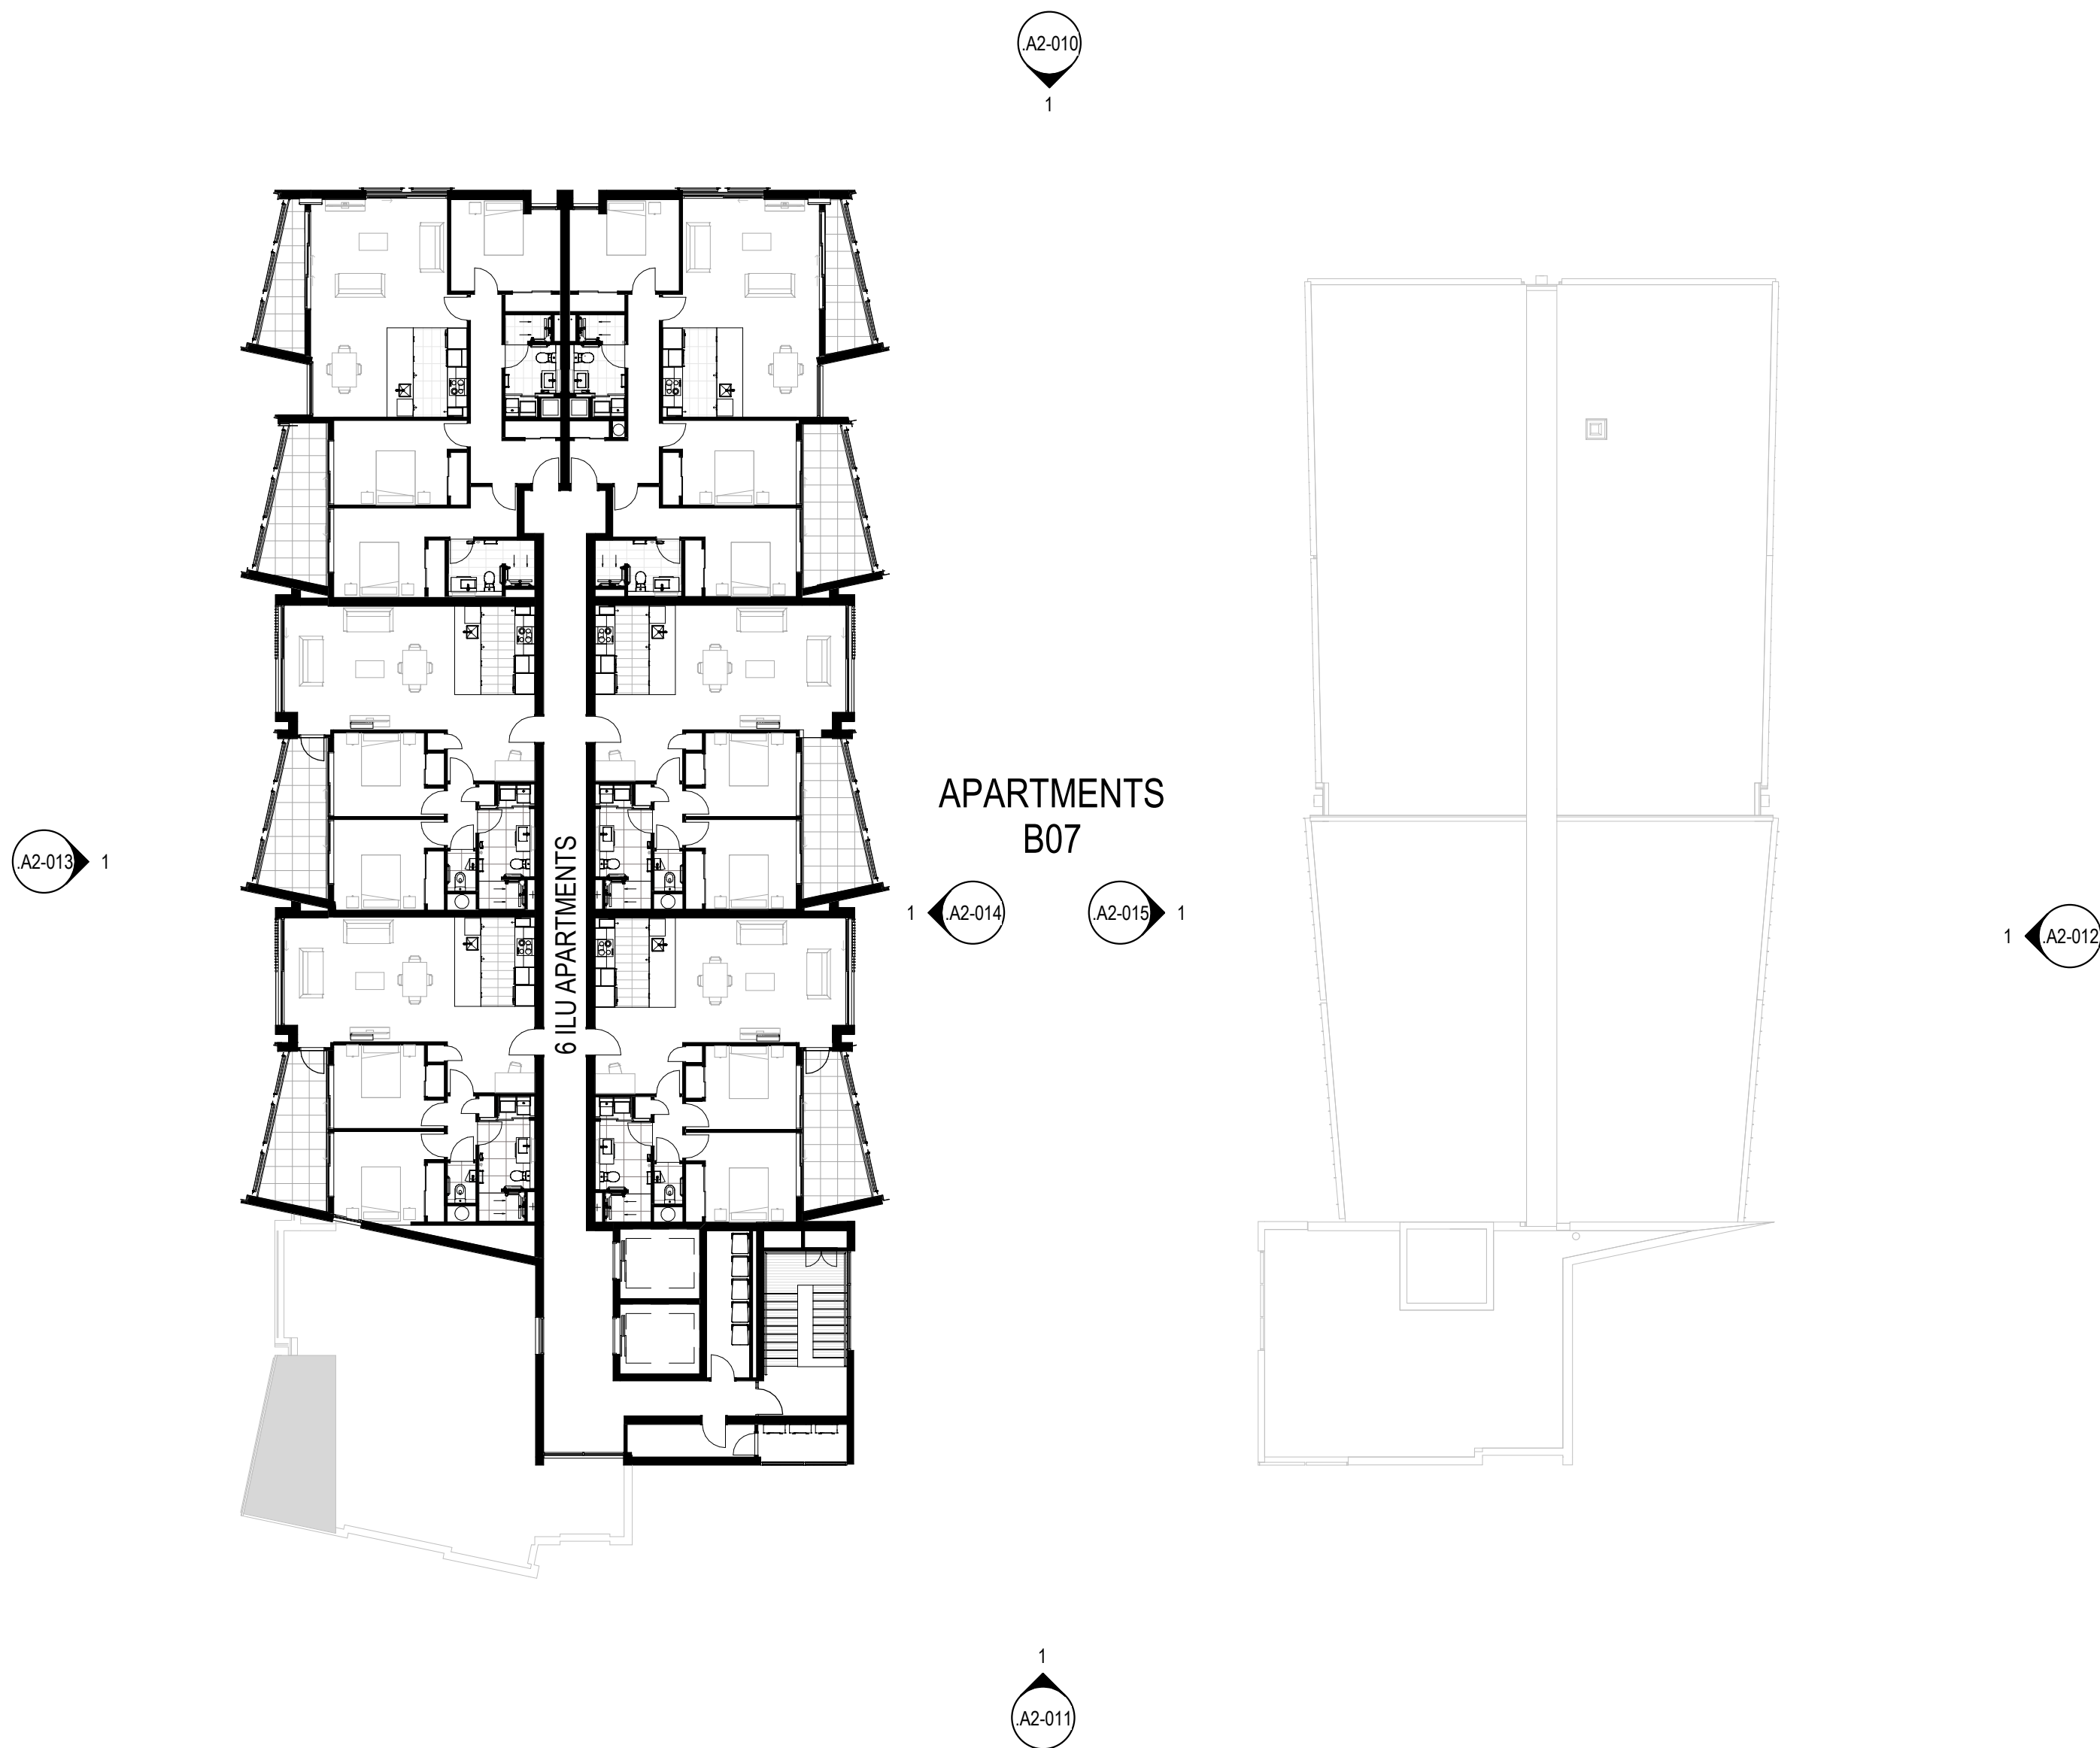 .A2-010
1
APARTMENTS
B07
6 ILU APARTMENTS
.A2-013
1
1
.A2-014
.A2-015
1
1
.A2-012
1
.A2-011